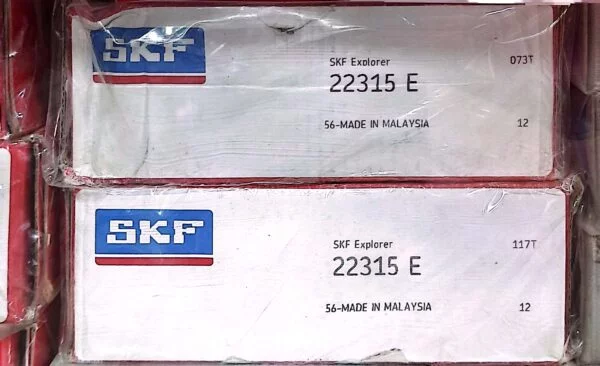 SKF
SKF Explorer 073T
22315 E
56-MADE IN MALAYSIA 12
SKF
SKF Explorer 117T
22315 E
56-MADE IN MALAYSIA 12